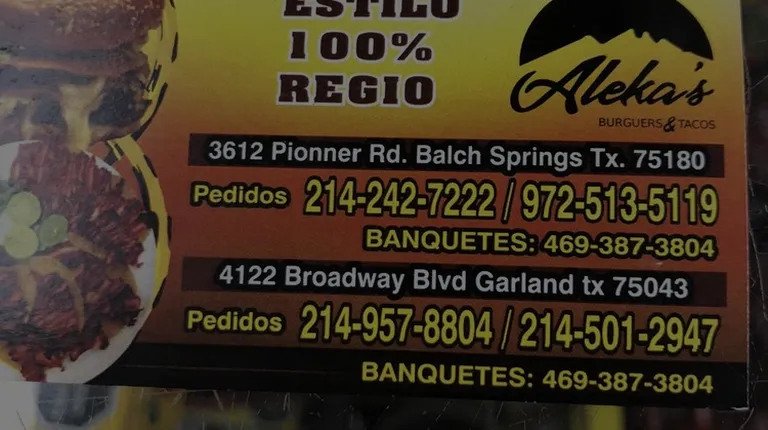 ESTILO
100%
REGIO
Aleka's
BURGUERS & TACOS
3612 Pionner Rd. Balch Springs Tx. 75180
Pedidos 214-242-7222 / 972-513-5119
BANQUETES: 469-387-3804
4122 Broadway Blvd Garland tx 75043
Pedidos 214-957-8804 / 214-501-2947
BANQUETES: 469-387-3804